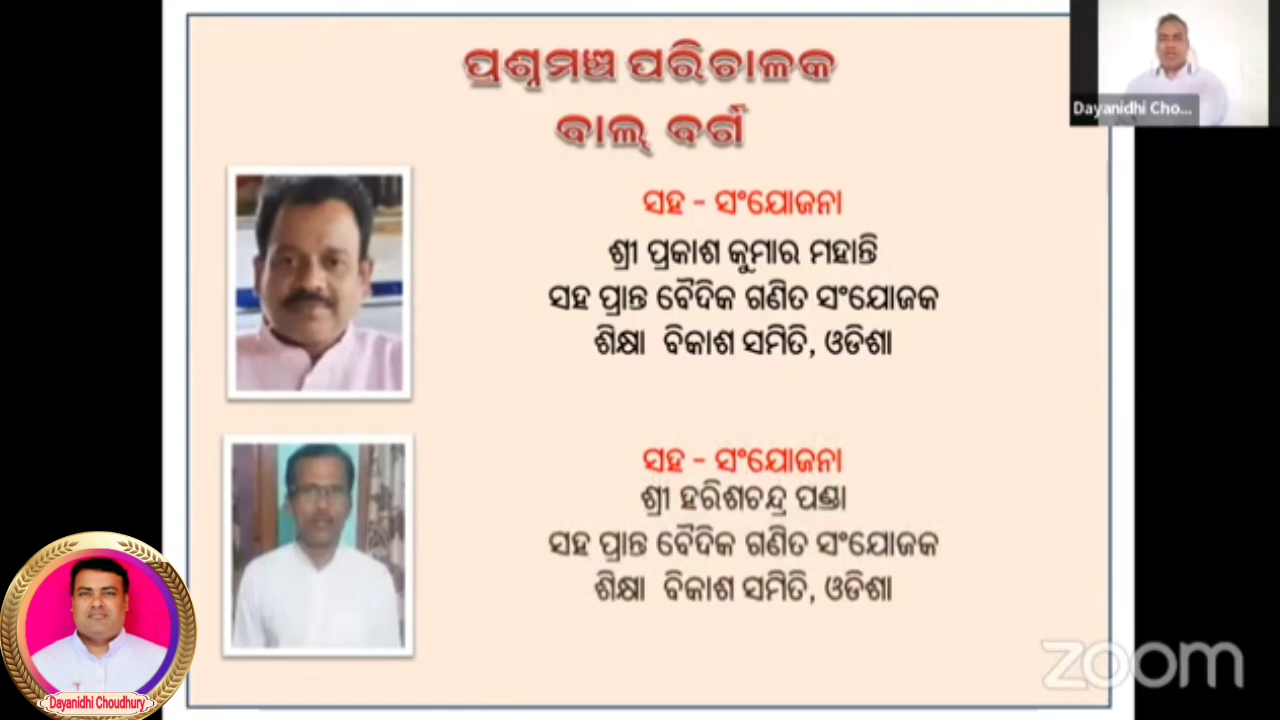 ପ୍ରଶ୍ନମଞ୍ଚ ପରିଚାଳକ
ବାଲ୍ ବର୍ଗ
ସହ - ସଂଯୋଜନା
ଶ୍ରୀ ପ୍ରକାଶ କୁମାର ମହାନ୍ତି
ସହ ପ୍ରାନ୍ତ ବୈଦିକ ଗଣିତ ସଂଯୋଜକ
ଶିକ୍ଷା ବିକାଶ ସମିତି, ଓଡିଶା
ସହ - ସଂଯୋଜନା
ଶ୍ରୀ ହରିଶଚନ୍ଦ୍ର ପଣ୍ଡା
ସହ ପ୍ରାନ୍ତ ବୈଦିକ ଗଣିତ ସଂଯୋଜକ
ଶିକ୍ଷା ବିକାଶ ସମିତି, ଓଡିଶା
Dayanidhi Cho...
Dayanidhi Choudhury
zoom